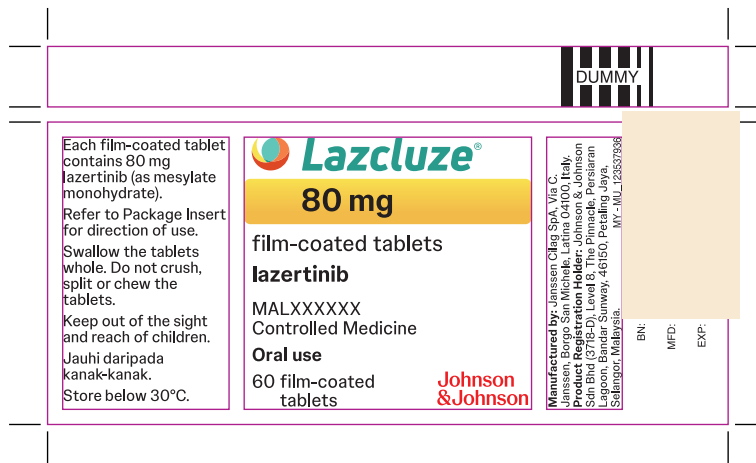 DUMMY
Each film-coated tablet
contains 80 mg
lazertinib (as mesylate
monohydrate).
Refer to Package Insert
for direction of use.
Swallow the tablets
whole. Do not crush,
split or chew the
tablets.
Keep out of the sight
and reach of children.
Jauhi daripada
kanak-kanak.
Store below 30°C.
Lazcluze®
80 mg
film-coated tablets
lazertinib
MALXXXXXX
Controlled Medicine
Oral use
60 film-coated
tablets
Johnson
&Johnson
Manufactured by: Janssen Cilag SpA, Via C.
Janssen, Borgo San Michele, Latina 04100, Italy.
Product Registration Holder: Johnson & Johnson
Sdn Bhd (3718-D), Level 8, The Pinnacle, Persiaran
Lagoon, Bandar Sunway, 46150, Petaling Jaya,
Selangor, Malaysia.
MY - MU_123537936
BN:
MFD:
EXP: